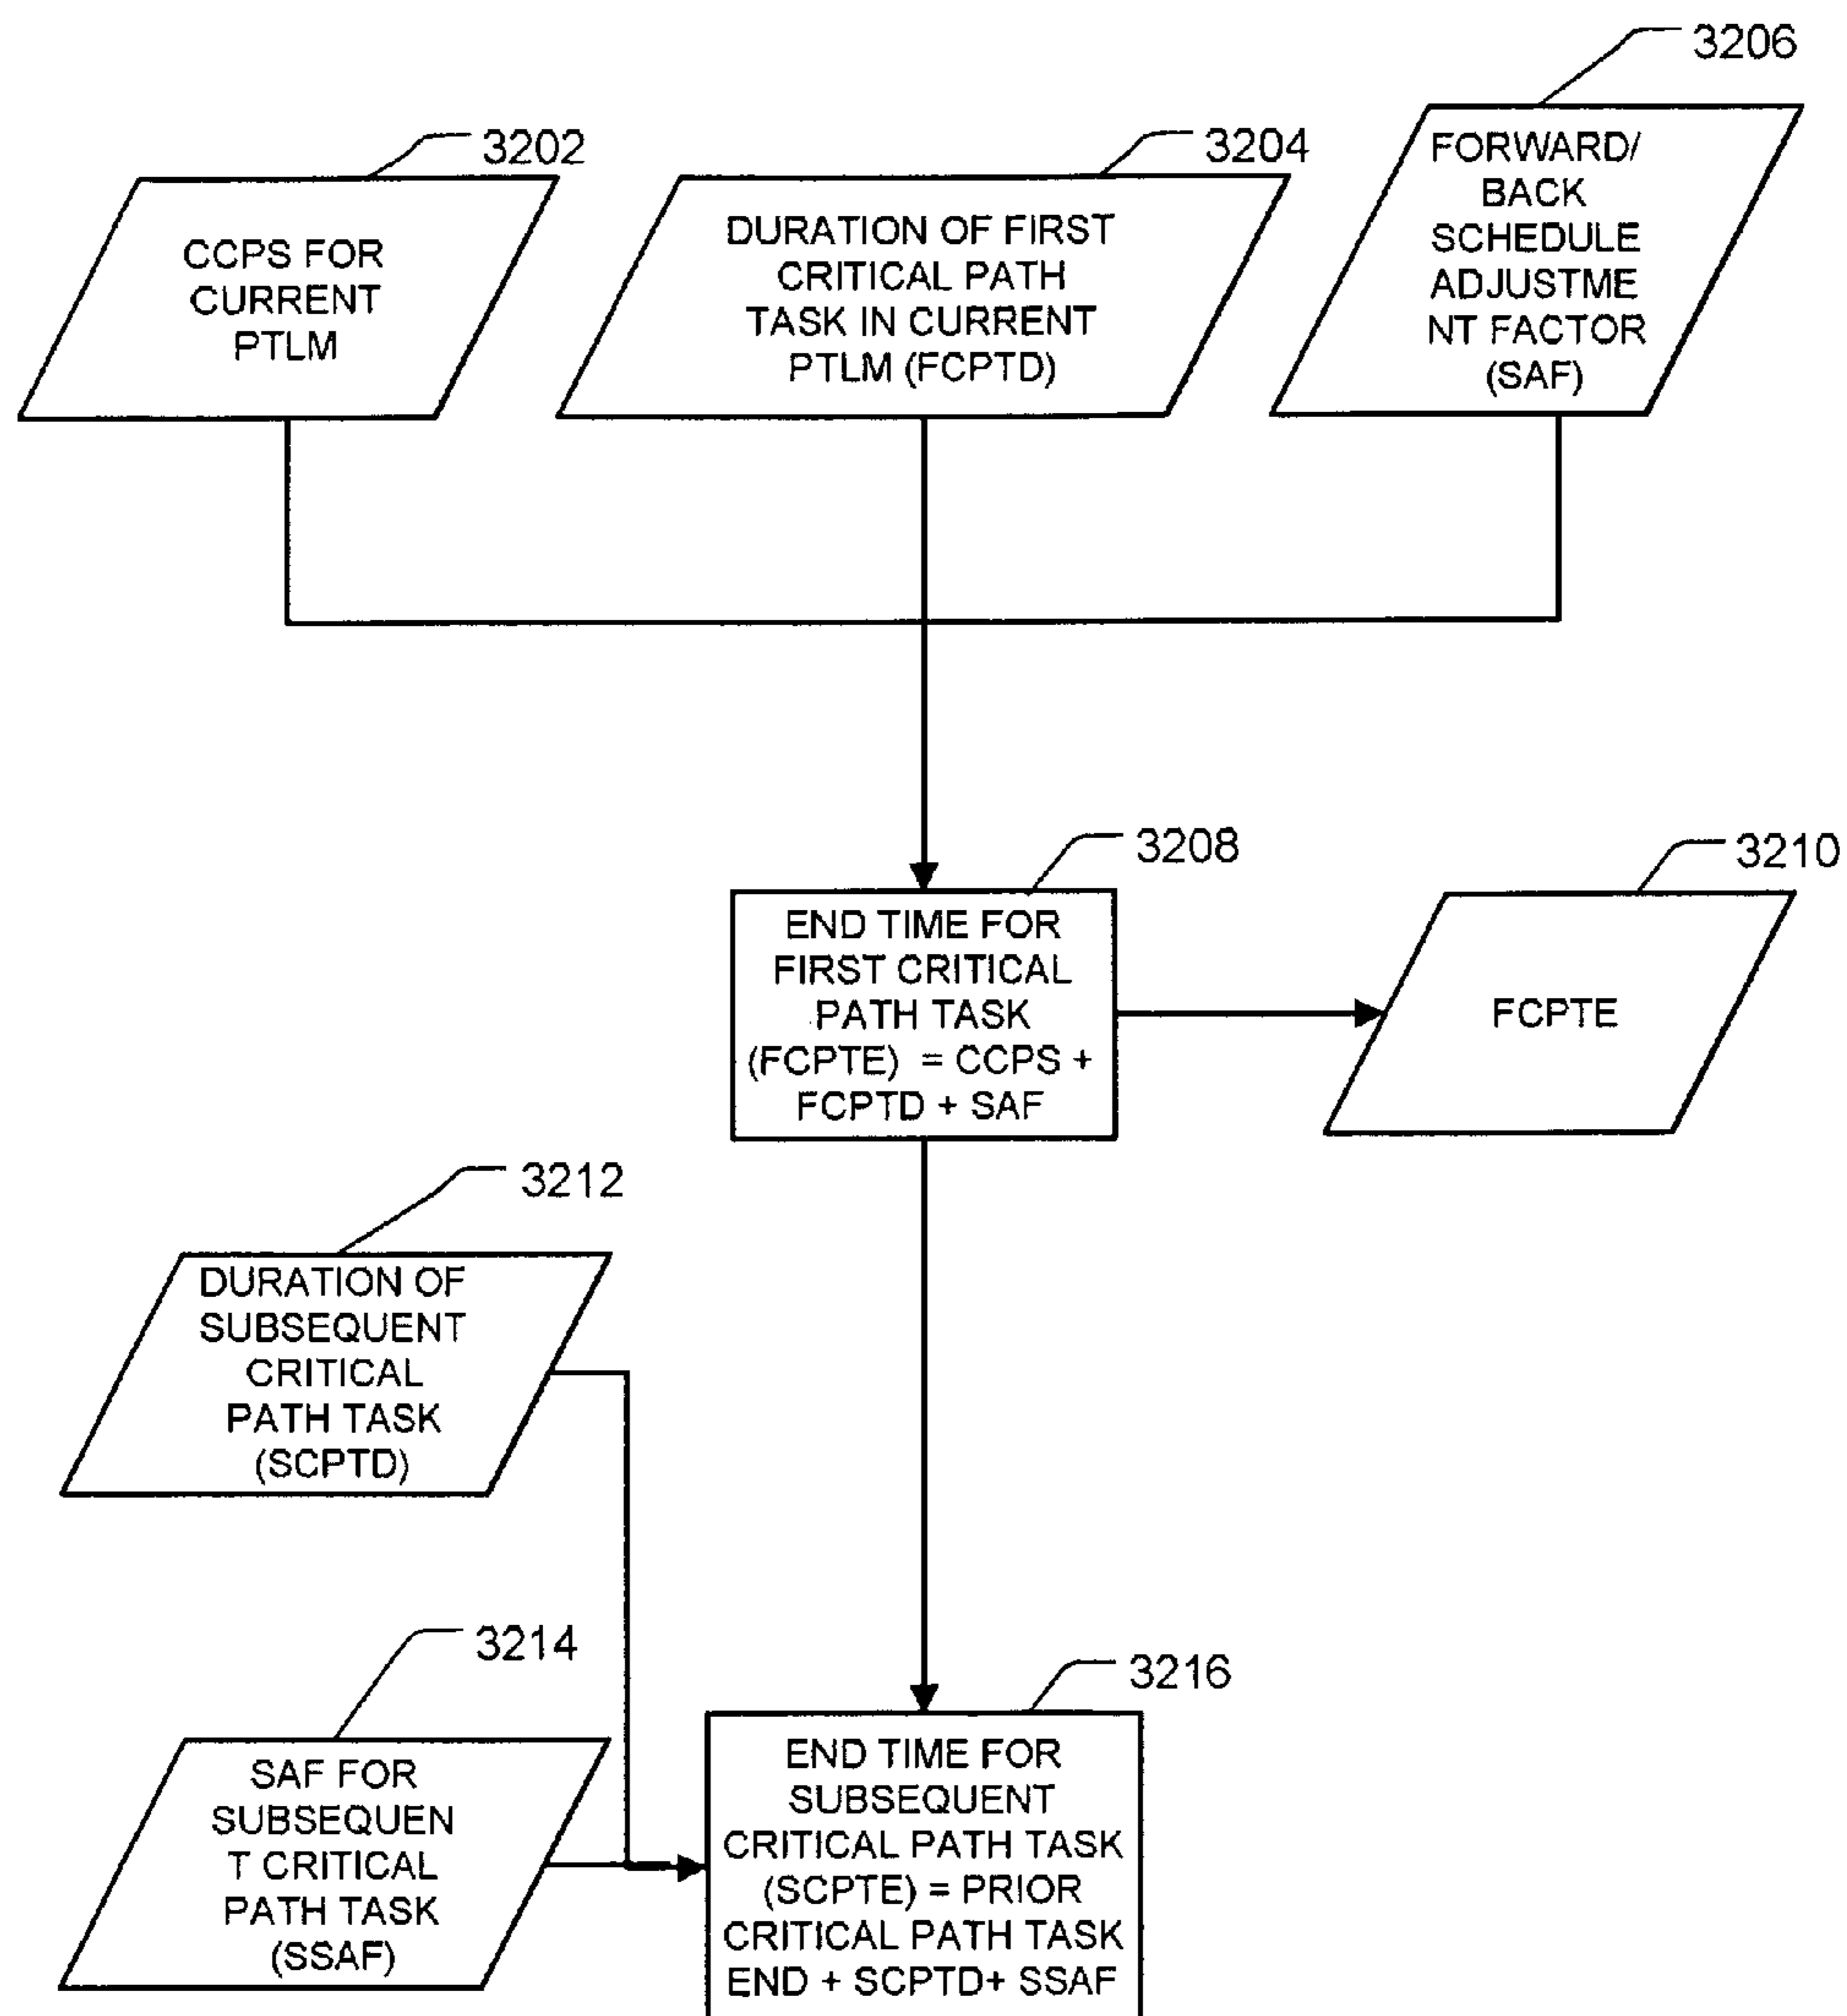 3206
3202
3204
CCPS FOR
CURRENT
PTLM
DURATION OF FIRST
CRITICAL PATH
TASK IN CURRENT
PTLM (FCPTD)
FORWARD/
BACK
SCHEDULE
ADJUSTME
NT FACTOR
(SAF)
3208
3210
END TIME FOR
FIRST CRITICAL
PATH TASK
(FCPTE) = CCPS +
FCPTD + SAF
FCPTE
3212
DURATION OF
SUBSEQUENT
CRITICAL
PATH TASK
(SCPTD)
3214
3216
SAF FOR
SUBSEQUEN
T CRITICAL
PATH TASK
(SSAF)
END TIME FOR
SUBSEQUENT
CRITICAL PATH TASK
(SCPTE) = PRIOR
CRITICAL PATH TASK
END + SCPTD+ SSAF